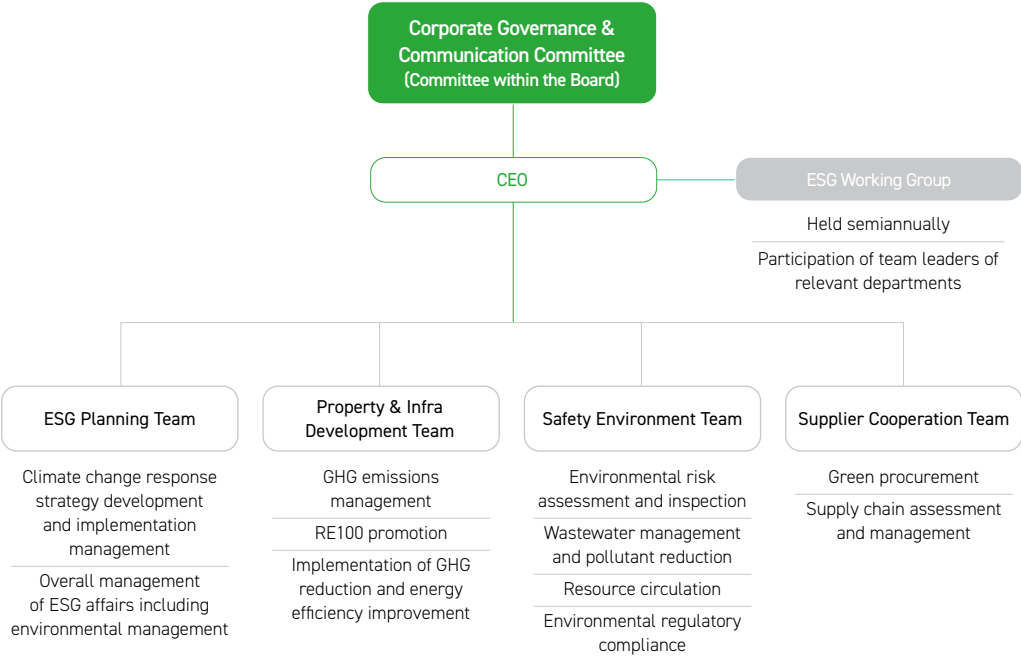 Corporate Governance &
Communication Committee
(Committee within the Board)
CEO
ESG Working Group
Held semiannually
Participation of team leaders of
relevant departments
ESG Planning Team
Climate change response
strategy development
and implementation
management
Overall management
of ESG affairs including
environmental management
Property & Infra
Development Team
GHG emissions
management
RE100 promotion
Implementation of GHG
reduction and energy
efficiency improvement
Safety Environment Team
Environmental risk
assessment and inspection
Wastewater management
and pollutant reduction
Resource circulation
Environmental regulatory
compliance
Supplier Cooperation Team
Green procurement
Supply chain assessment
and management